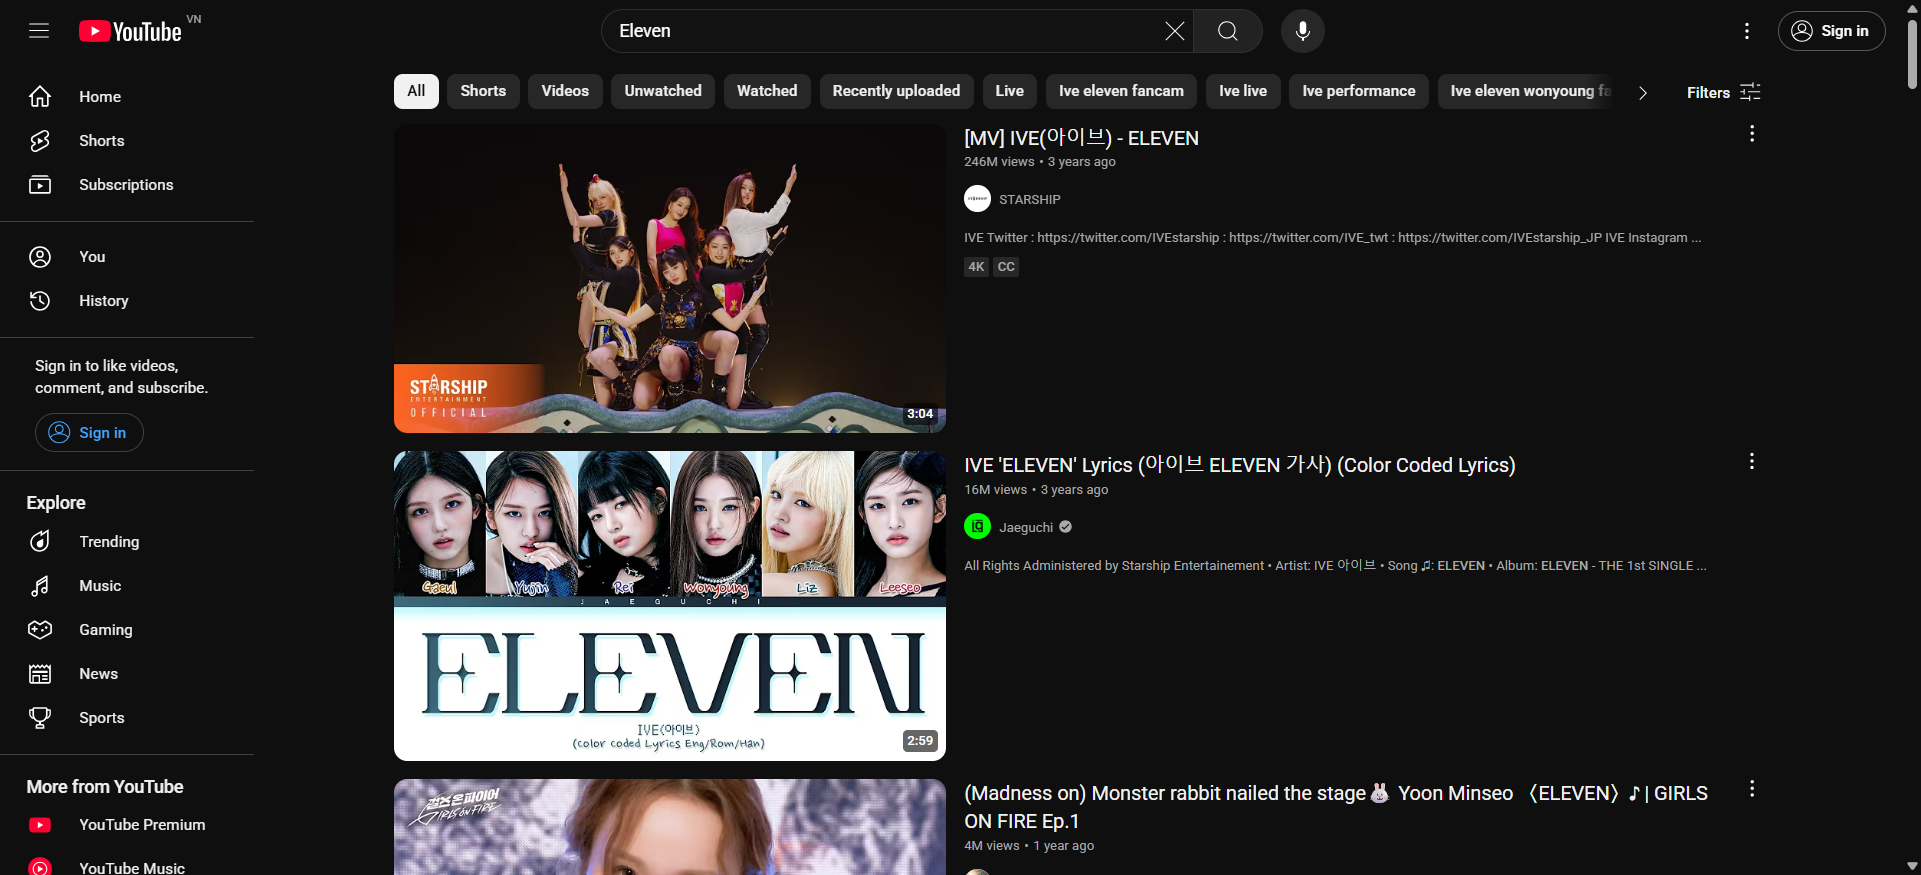 YouTube VN
Eleven
Sign in
Home
Shorts
Subscriptions
You
History
Sign in to like videos,
comment, and subscribe.
Sign in
Explore
Trending
Music
Gaming
News
Sports
More from YouTube
YouTube Premium
YouTube Music
All Shorts Videos Unwatched Watched Recently uploaded Live Ive eleven fancam Ive live Ive performance Ive eleven wonyoung fa
Filters
STARSHIP
ENTERTAINMENT
OFFICIAL
3:04
[MV] IVE(아이브) - ELEVEN
246M views • 3 years ago
STARSHIP
IVE Twitter : https://twitter.com/IVEstarship : https://twitter.com/IVE_twt : https://twitter.com/IVEstarship_JP IVE Instagram ...
4K CC
Gaeul Yujin Rei Wonyoung Liz Leeseo
JAEGUCHI
ELEVEN
IVE(아이브)
(Color Coded Lyrics Eng/Rom/Han)
2:59
IVE 'ELEVEN' Lyrics (아이브 ELEVEN 가사) (Color Coded Lyrics)
16M views • 3 years ago
Jaeguchi
All Rights Administered by Starship Entertainement • Artist: IVE 아이브 • Song ♫: ELEVEN • Album: ELEVEN - THE 1st SINGLE ...
걸스온파이어
GIRLS ON FIRE
(Madness on) Monster rabbit nailed the stage🐰 Yoon Minseo 〈ELEVEN〉♪ | GIRLS
ON FIRE Ep.1
4M views • 1 year ago